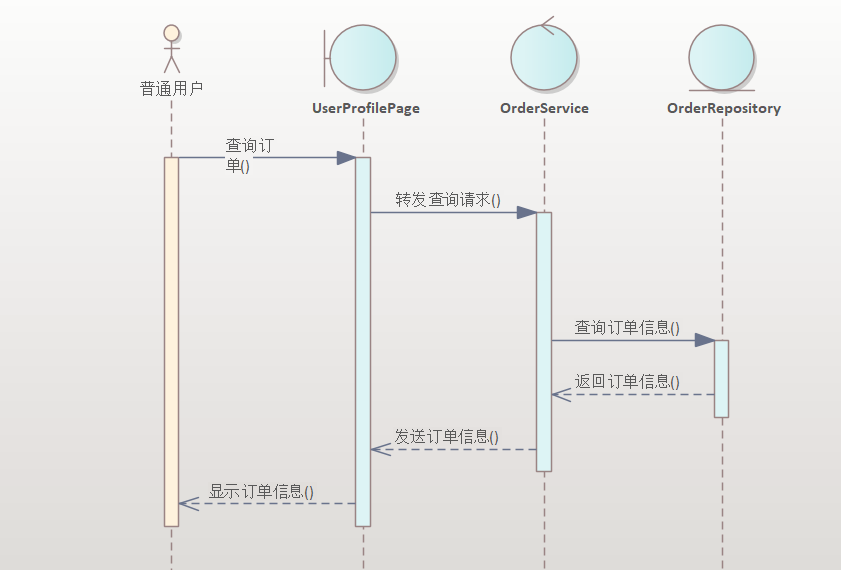 普通用户
UserProfilePage
OrderService
OrderRepository
查询订
单()
转发查询请求()
查询订单信息()
返回订单信息()
发送订单信息()
显示订单信息()